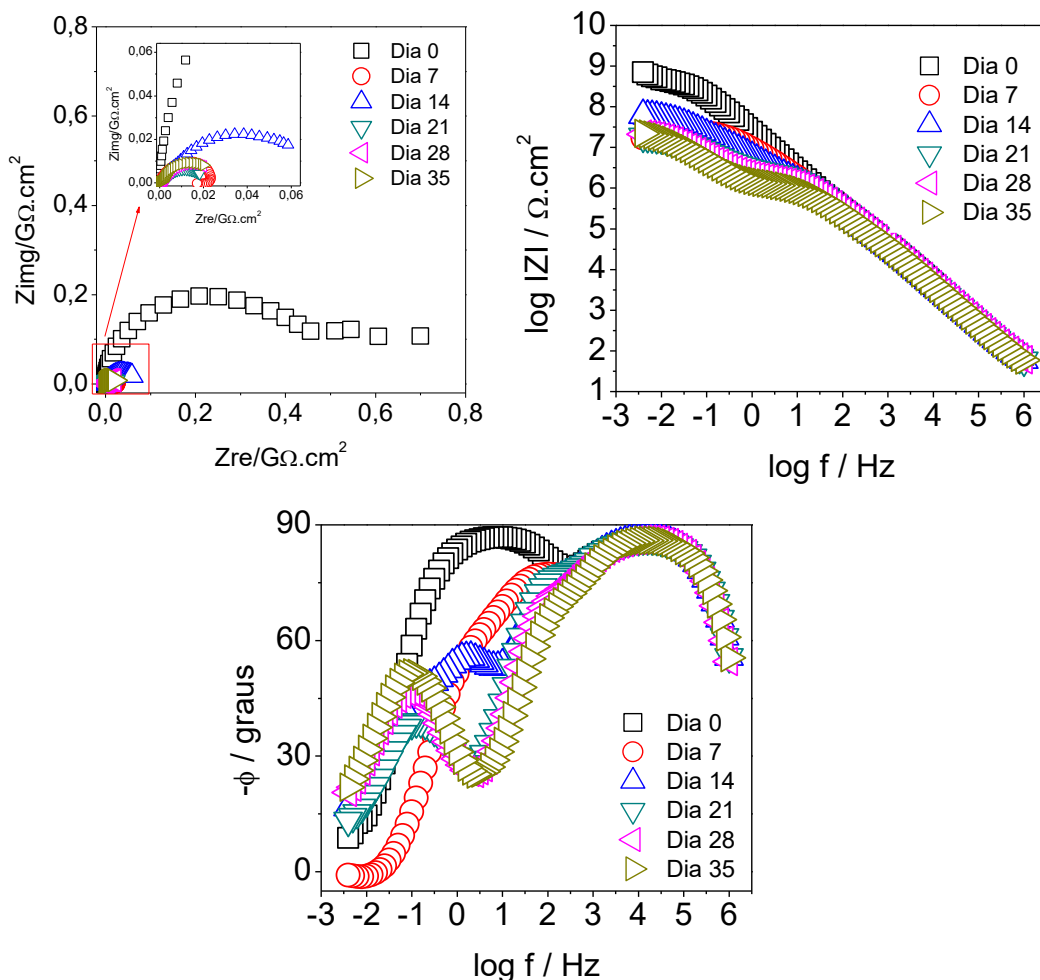 0,8
0,6
0,4
0,2
0,0
0,0 0,2 0,4 0,6 0,8
Zimg/GΩ.cm²
Zre/GΩ.cm²
0,06
0,04
0,02
0,00
0,00 0,02 0,04 0,06
Zimg/GΩ.cm²
Zre/GΩ.cm²
Dia 0
Dia 7
Dia 14
Dia 21
Dia 28
Dia 35
10
9
8
7
6
5
4
3
2
1
-3 -2 -1 0 1 2 3 4 5 6
log |Z| / Ω.cm²
log f / Hz
Dia 0
Dia 7
Dia 14
Dia 21
Dia 28
Dia 35
90
60
30
0
-3 -2 -1 0 1 2 3 4 5 6
-ϕ / graus
log f / Hz
Dia 0
Dia 7
Dia 14
Dia 21
Dia 28
Dia 35